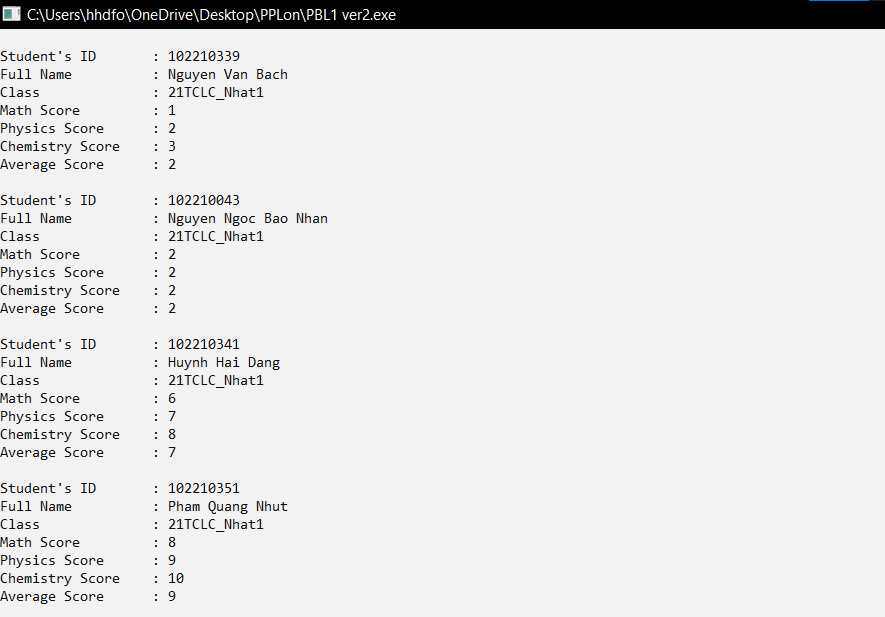 C:\Users\hhdfo\OneDrive\Desktop\PPLon\PBL1 ver2.exe
Student's ID       : 102210339
Full Name          : Nguyen Van Bach
Class              : 21TCLC_Nhat1
Math Score         : 1
Physics Score      : 2
Chemistry Score    : 3
Average Score      : 2
Student's ID       : 102210043
Full Name          : Nguyen Ngoc Bao Nhan
Class              : 21TCLC_Nhat1
Math Score         : 2
Physics Score      : 2
Chemistry Score    : 2
Average Score      : 2
Student's ID       : 102210341
Full Name          : Huynh Hai Dang
Class              : 21TCLC_Nhat1
Math Score         : 6
Physics Score      : 7
Chemistry Score    : 8
Average Score      : 7
Student's ID       : 102210351
Full Name          : Pham Quang Nhut
Class              : 21TCLC_Nhat1
Math Score         : 8
Physics Score      : 9
Chemistry Score    : 10
Average Score      : 9